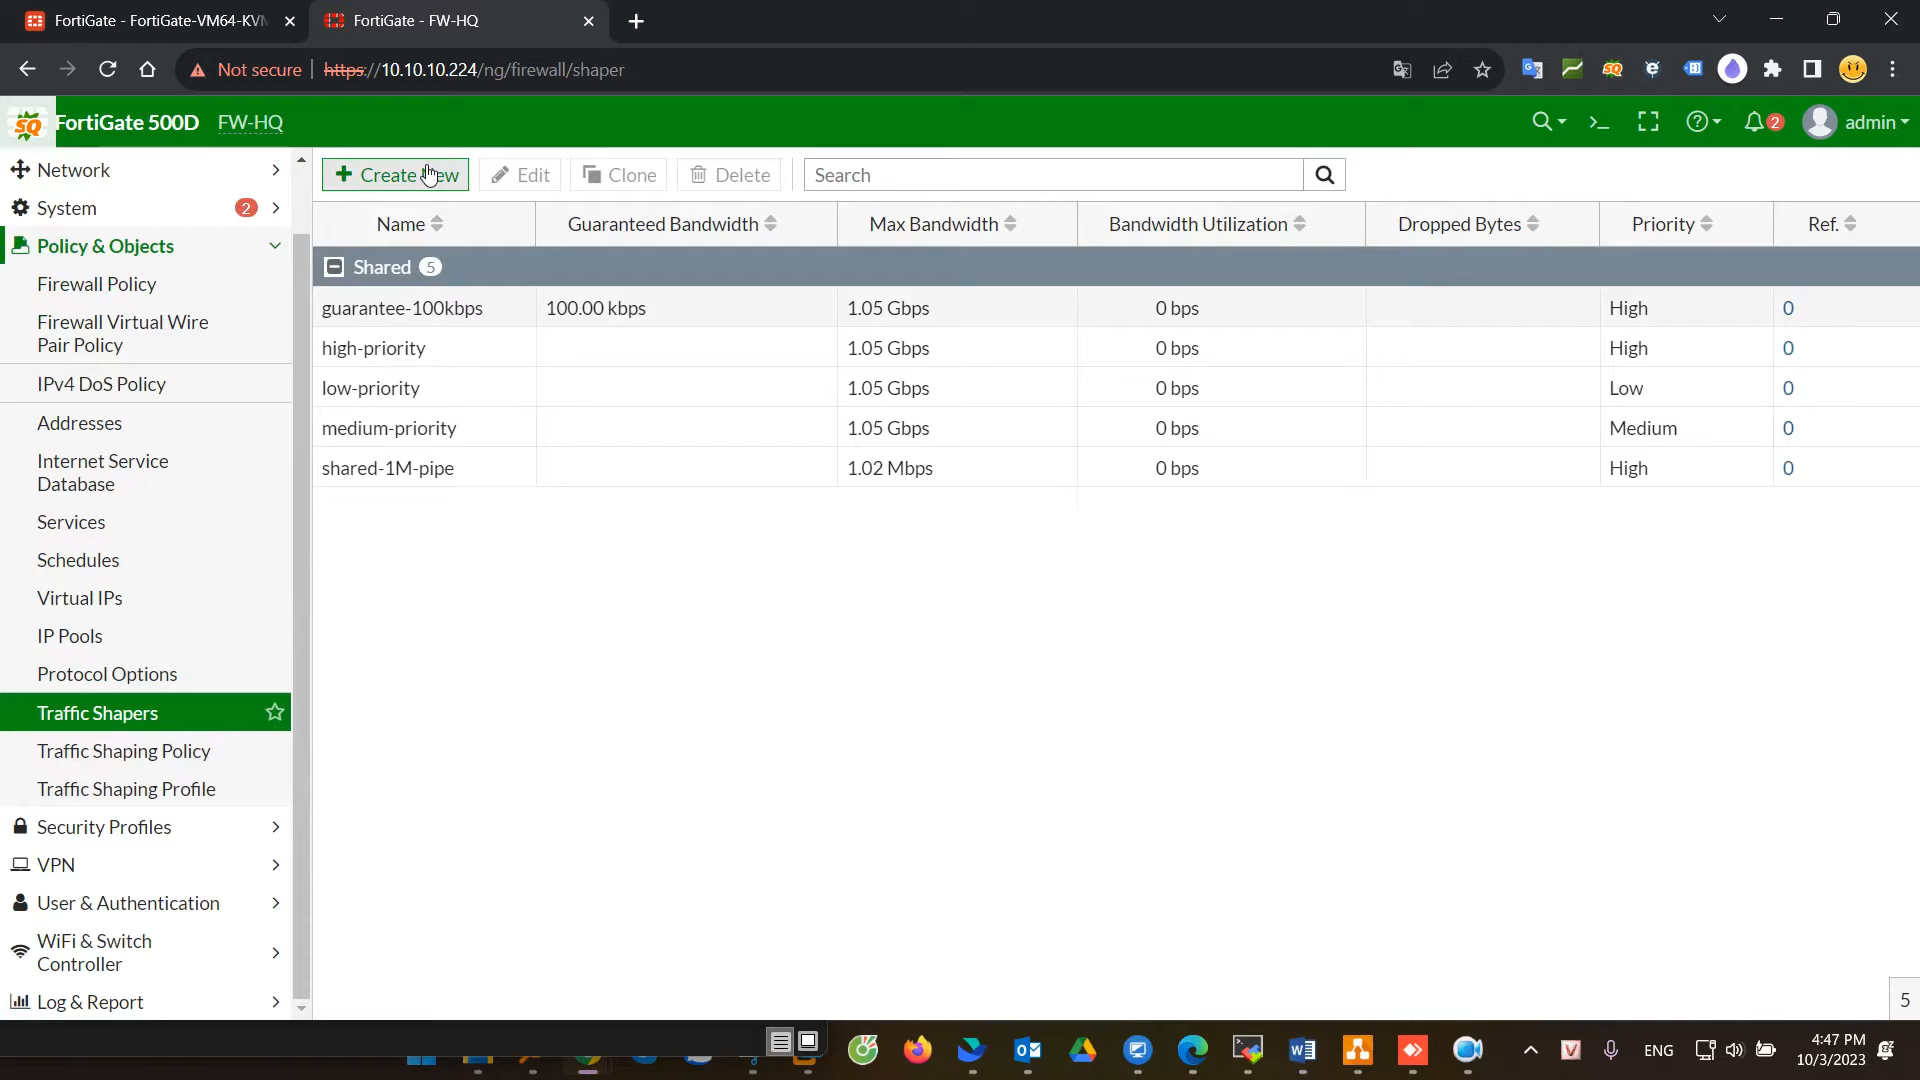 FortiGate - FortiGate-VM64-KVM
FortiGate - FW-HQ
Not secure
https://10.10.10.224/ng/firewall/shaper
SQ
FortiGate 500D
FW-HQ
2
admin
Network
System
2
Policy & Objects
Firewall Policy
Firewall Virtual Wire
Pair Policy
IPv4 DoS Policy
Addresses
Internet Service
Database
Services
Schedules
Virtual IPs
IP Pools
Protocol Options
Traffic Shapers
Traffic Shaping Policy
Traffic Shaping Profile
Security Profiles
VPN
User & Authentication
WiFi & Switch
Controller
Log & Report
Create New
Edit
Clone
Delete
Search
Name Guaranteed Bandwidth Max Bandwidth Bandwidth Utilization Dropped Bytes Priority Ref.
Shared 5
guarantee-100kbps 100.00 kbps 1.05 Gbps 0 bps High 0
high-priority 1.05 Gbps 0 bps High 0
low-priority 1.05 Gbps 0 bps Low 0
medium-priority 1.05 Gbps 0 bps Medium 0
shared-1M-pipe 1.02 Mbps 0 bps High 0
5
ENG
4:47 PM
10/3/2023